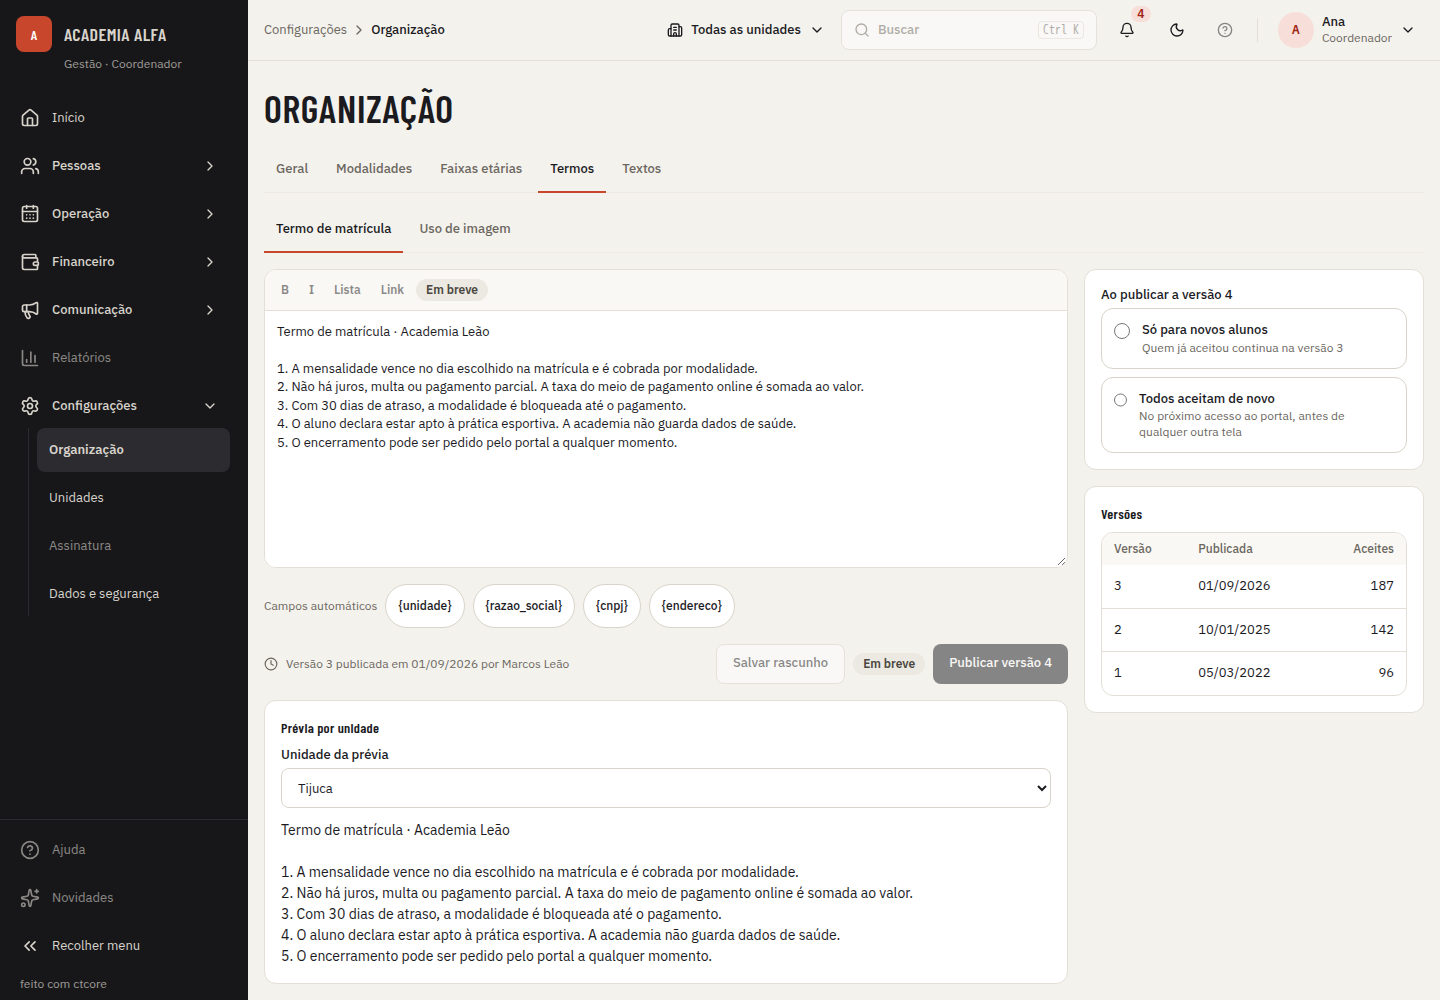 A
ACADEMIA ALFA
Gestão · Coordenador
Início
Pessoas
Operação
Financeiro
Comunicação
Relatórios
Configurações
Organização
Unidades
Assinatura
Dados e segurança
Ajuda
Novidades
Recolher menu
feito com ctcore
Configurações > Organização
Todas as unidades
Buscar
Ctrl K
4
A
Ana
Coordenador
ORGANIZAÇÃO
Geral Modalidades Faixas etárias Termos Textos
Termo de matrícula Uso de imagem
B I Lista Link Em breve
Termo de matrícula · Academia Leão
1. A mensalidade vence no dia escolhido na matrícula e é cobrada por modalidade.
2. Não há juros, multa ou pagamento parcial. A taxa do meio de pagamento online é somada ao valor.
3. Com 30 dias de atraso, a modalidade é bloqueada até o pagamento.
4. O aluno declara estar apto à prática esportiva. A academia não guarda dados de saúde.
5. O encerramento pode ser pedido pelo portal a qualquer momento.
Campos automáticos {unidade} {razao_social} {cnpj} {endereco}
Versão 3 publicada em 01/09/2026 por Marcos Leão
Salvar rascunho Em breve Publicar versão 4
Prévia por unidade
Unidade da prévia
Tijuca
Termo de matrícula · Academia Leão
1. A mensalidade vence no dia escolhido na matrícula e é cobrada por modalidade.
2. Não há juros, multa ou pagamento parcial. A taxa do meio de pagamento online é somada ao valor.
3. Com 30 dias de atraso, a modalidade é bloqueada até o pagamento.
4. O aluno declara estar apto à prática esportiva. A academia não guarda dados de saúde.
5. O encerramento pode ser pedido pelo portal a qualquer momento.
Ao publicar a versão 4
Só para novos alunos
Quem já aceitou continua na versão 3
Todos aceitam de novo
No próximo acesso ao portal, antes de
qualquer outra tela
Versões
Versão Publicada Aceites
3 01/09/2026 187
2 10/01/2025 142
1 05/03/2022 96